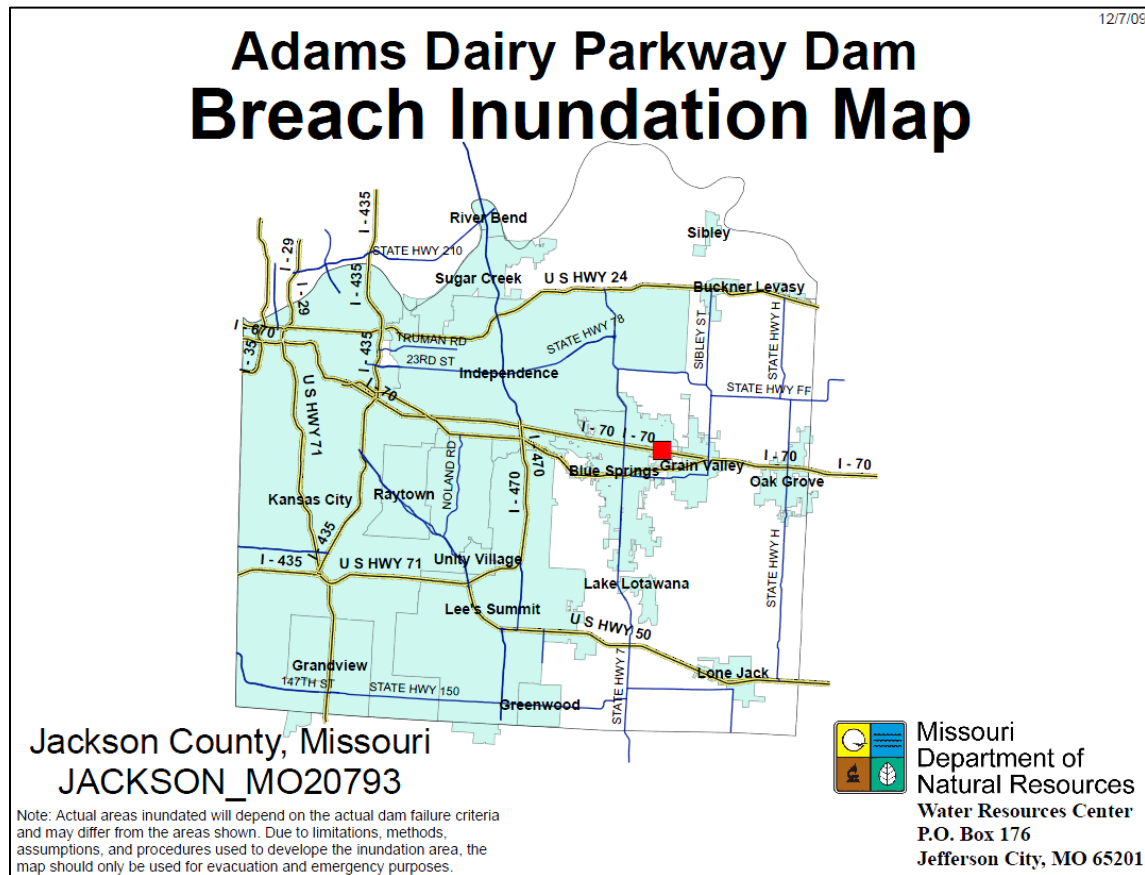 12/7/09
Adams Dairy Parkway Dam
Breach Inundation Map
I - 435
River Bend
Sibley
I - 29
STATE HWY 210
I - 435
Sugar Creek
U S HWY 24
Buckner Levasy
I - 29
I - 670
TRUMAN RD
STATE HWY 78
SIBLEY ST
STATE HWY H
I - 35
I - 435
23RD ST
Independence
STATE HWY FF
U S HWY 71
I - 70
I - 70
I - 70
I - 470
NOLAND RD
Blue Springs
Grain Valley
I - 70
I - 70
Oak Grove
Kansas City
Raytown
I - 470
I - 435
I - 435
U S HWY 71
Unity Village
Lake Lotawana
STATE HWY H
Lee's Summit
U S HWY 50
Grandview
Lone Jack
147TH ST
STATE HWY 150
Greenwood
STATE HWY 7
Jackson County, Missouri
JACKSON_MO20793
Note: Actual areas inundated will depend on the actual dam failure criteria
and may differ from the areas shown. Due to limitations, methods,
assumptions, and procedures used to develope the inundation area, the
map should only be used for evacuation and emergency purposes.
Missouri
Department of
Natural Resources
Water Resources Center
P.O. Box 176
Jefferson City, MO 65201